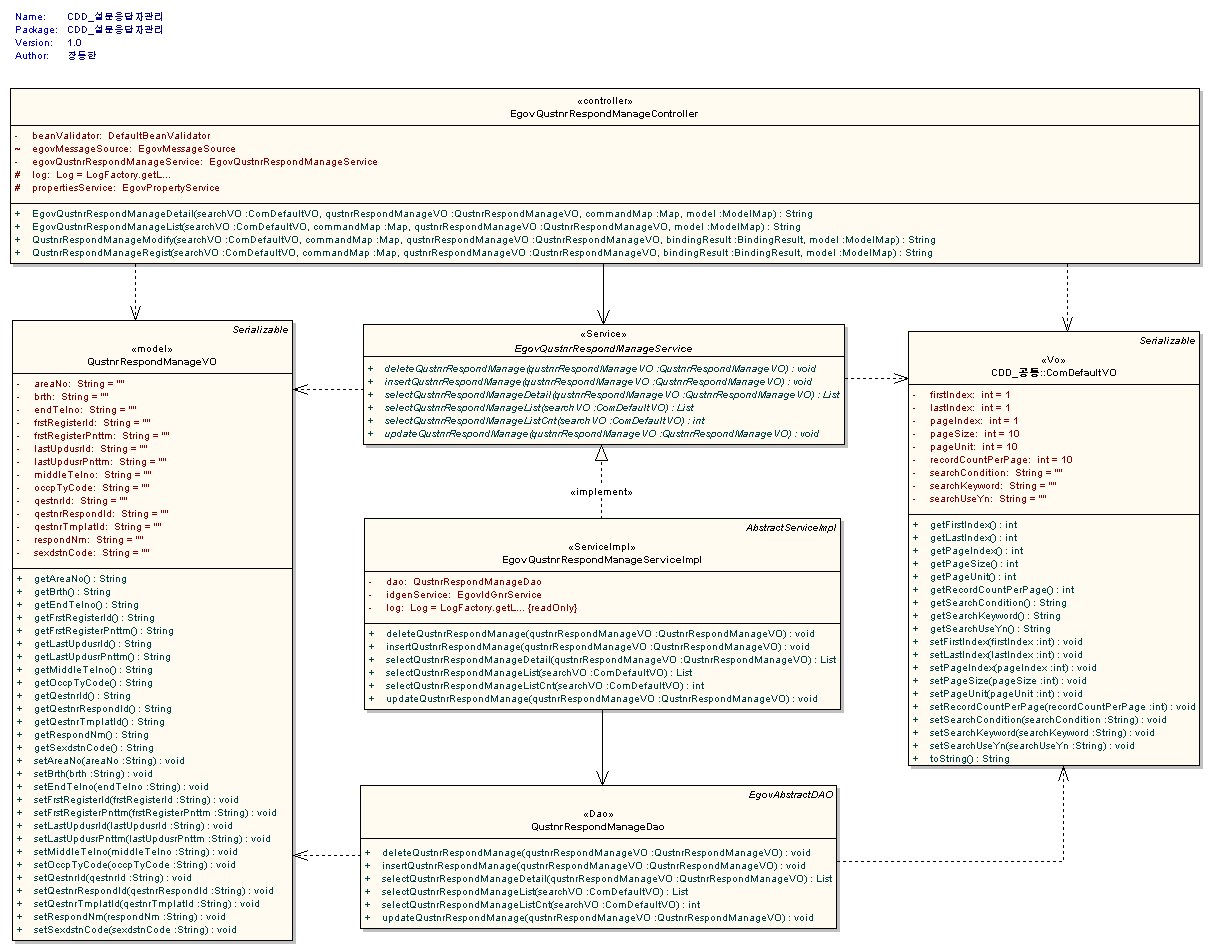 Name: CDD_설문응답자관리
Package: CDD_설문응답자관리
Version: 1.0
Author: 장동한
«controller»
EgovQustnrRespondManageController
- beanValidator: DefaultBeanValidator
~ egovMessageSource: EgovMessageSource
- egovQustnrRespondManageService: EgovQustnrRespondManageService
# log: Log = LogFactory.getL...
# propertiesService: EgovPropertyService
+ EgovQustnrRespondManageDetail(searchVO :ComDefaultVO, qustnrRespondManageVO :QustnrRespondManageVO, commandMap :Map, model :ModelMap) : String
+ EgovQustnrRespondManageList(searchVO :ComDefaultVO, commandMap :Map, qustnrRespondManageVO :QustnrRespondManageVO, model :ModelMap) : String
+ QustnrRespondManageModify(searchVO :ComDefaultVO, commandMap :Map, qustnrRespondManageVO :QustnrRespondManageVO, bindingResult :BindingResult, model :ModelMap) : String
+ QustnrRespondManageRegist(searchVO :ComDefaultVO, commandMap :Map, qustnrRespondManageVO :QustnrRespondManageVO, bindingResult :BindingResult, model :ModelMap) : String
Serializable
«model»
QustnrRespondManageVO
- areaNo: String = ""
- brth: String = ""
- endTelno: String = ""
- frstRegisterId: String = ""
- frstRegisterPnttm: String = ""
- lastUpdusrId: String = ""
- lastUpdusrPnttm: String = ""
- middleTelno: String = ""
- occpTyCode: String = ""
- qestnrId: String = ""
- qestnrRespondId: String = ""
- qestnrTmplatId: String = ""
- respondNm: String = ""
- sexdstnCode: String = ""
+ getAreaNo() : String
+ getBrth() : String
+ getEndTelno() : String
+ getFrstRegisterId() : String
+ getFrstRegisterPnttm() : String
+ getLastUpdusrId() : String
+ getLastUpdusrPnttm() : String
+ getMiddleTelno() : String
+ getOccpTyCode() : String
+ getQestnrId() : String
+ getQestnrRespondId() : String
+ getQestnrTmplatId() : String
+ getRespondNm() : String
+ getSexdstnCode() : String
+ setAreaNo(areaNo :String) : void
+ setBrth(brth :String) : void
+ setEndTelno(endTelno :String) : void
+ setFrstRegisterId(frstRegisterId :String) : void
+ setFrstRegisterPnttm(frstRegisterPnttm :String) : void
+ setLastUpdusrId(lastUpdusrId :String) : void
+ setLastUpdusrPnttm(lastUpdusrPnttm :String) : void
+ setMiddleTelno(middleTelno :String) : void
+ setOccpTyCode(occpTyCode :String) : void
+ setQestnrId(qestnrId :String) : void
+ setQestnrRespondId(qestnrRespondId :String) : void
+ setQestnrTmplatId(qestnrTmplatId :String) : void
+ setRespondNm(respondNm :String) : void
+ setSexdstnCode(sexdstnCode :String) : void
«Service»
EgovQustnrRespondManageService
+ deleteQustnrRespondManage(qustnrRespondManageVO :QustnrRespondManageVO) : void
+ insertQustnrRespondManage(qustnrRespondManageVO :QustnrRespondManageVO) : void
+ selectQustnrRespondManageDetail(qustnrRespondManageVO :QustnrRespondManageVO) : List
+ selectQustnrRespondManageList(searchVO :ComDefaultVO) : List
+ selectQustnrRespondManageListCnt(searchVO :ComDefaultVO) : int
+ updateQustnrRespondManage(qustnrRespondManageVO :QustnrRespondManageVO) : void
«implement»
AbstractServiceImpl
«ServiceImpl»
EgovQustnrRespondManageServiceImpl
- dao: QustnrRespondManageDao
- idgenService: EgovIdGnrService
- log: Log = LogFactory.getL... {readOnly}
+ deleteQustnrRespondManage(qustnrRespondManageVO :QustnrRespondManageVO) : void
+ insertQustnrRespondManage(qustnrRespondManageVO :QustnrRespondManageVO) : void
+ selectQustnrRespondManageDetail(qustnrRespondManageVO :QustnrRespondManageVO) : List
+ selectQustnrRespondManageList(searchVO :ComDefaultVO) : List
+ selectQustnrRespondManageListCnt(searchVO :ComDefaultVO) : int
+ updateQustnrRespondManage(qustnrRespondManageVO :QustnrRespondManageVO) : void
EgovAbstractDAO
«Dao»
QustnrRespondManageDao
+ deleteQustnrRespondManage(qustnrRespondManageVO :QustnrRespondManageVO) : void
+ insertQustnrRespondManage(qustnrRespondManageVO :QustnrRespondManageVO) : void
+ selectQustnrRespondManageDetail(qustnrRespondManageVO :QustnrRespondManageVO) : List
+ selectQustnrRespondManageList(searchVO :ComDefaultVO) : List
+ selectQustnrRespondManageListCnt(searchVO :ComDefaultVO) : int
+ updateQustnrRespondManage(qustnrRespondManageVO :QustnrRespondManageVO) : void
Serializable
«Vo»
CDD_공통::ComDefaultVO
- firstIndex: int = 1
- lastIndex: int = 1
- pageIndex: int = 1
- pageSize: int = 10
- pageUnit: int = 10
- recordCountPerPage: int = 10
- searchCondition: String = ""
- searchKeyword: String = ""
- searchUseYn: String = ""
+ getFirstIndex() : int
+ getLastIndex() : int
+ getPageIndex() : int
+ getPageSize() : int
+ getPageUnit() : int
+ getRecordCountPerPage() : int
+ getSearchCondition() : String
+ getSearchKeyword() : String
+ getSearchUseYn() : String
+ setFirstIndex(firstIndex :int) : void
+ setLastIndex(lastIndex :int) : void
+ setPageIndex(pageIndex :int) : void
+ setPageSize(pageSize :int) : void
+ setPageUnit(pageUnit :int) : void
+ setRecordCountPerPage(recordCountPerPage :int) : void
+ setSearchCondition(searchCondition :String) : void
+ setSearchKeyword(searchKeyword :String) : void
+ setSearchUseYn(searchUseYn :String) : void
+ toString() : String